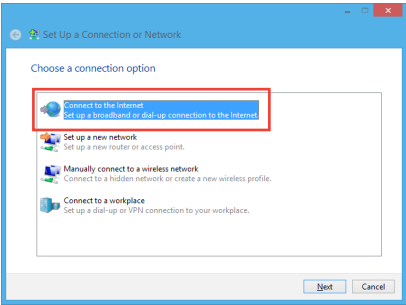 Set Up a Connection or Network
Choose a connection option
Connect to the Internet
Set up a broadband or dial-up connection to the Internet.
Set up a new network
Set up a new router or access point.
Manually connect to a wireless network
Connect to a hidden network or create a new wireless profile.
Connect to a workplace
Set up a dial-up or VPN connection to your workplace.
Next Cancel